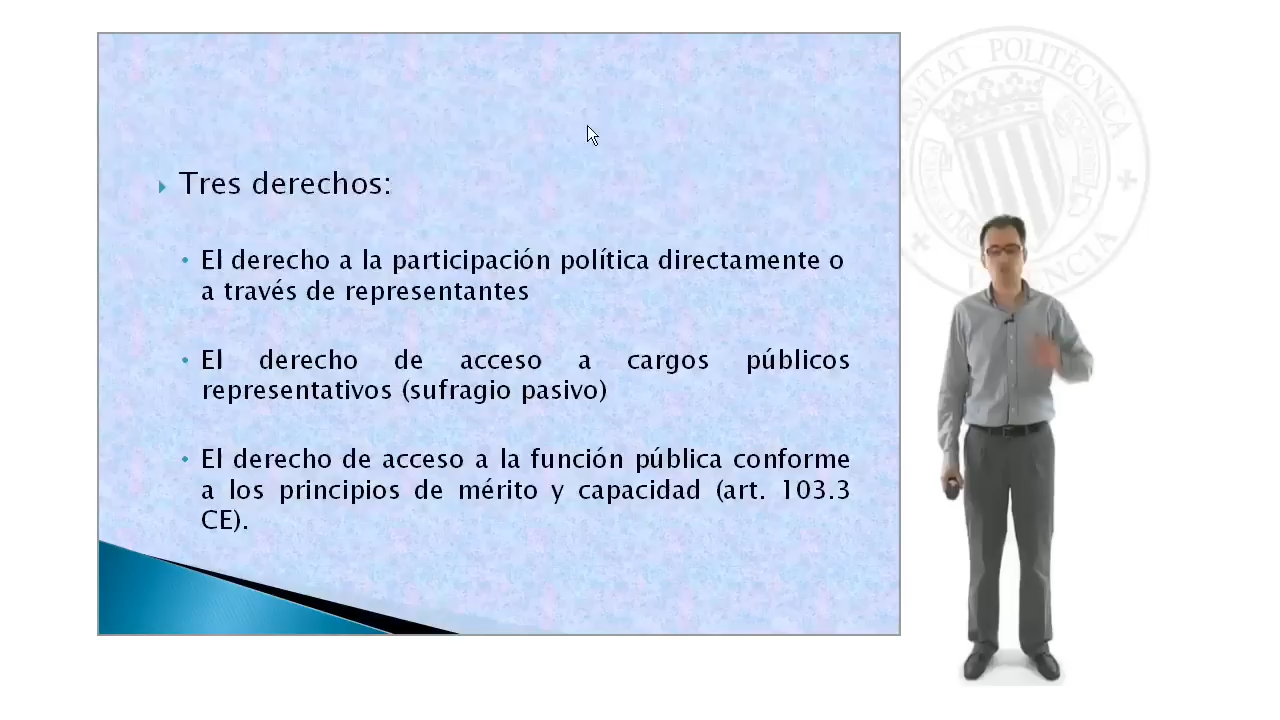 Tres derechos:
El derecho a la participación política directamente o
a través de representantes
El derecho de acceso a cargos públicos
representativos (sufragio pasivo)
El derecho de acceso a la función pública conforme
a los principios de mérito y capacidad (art. 103.3
CE).
POLITÈCNICA